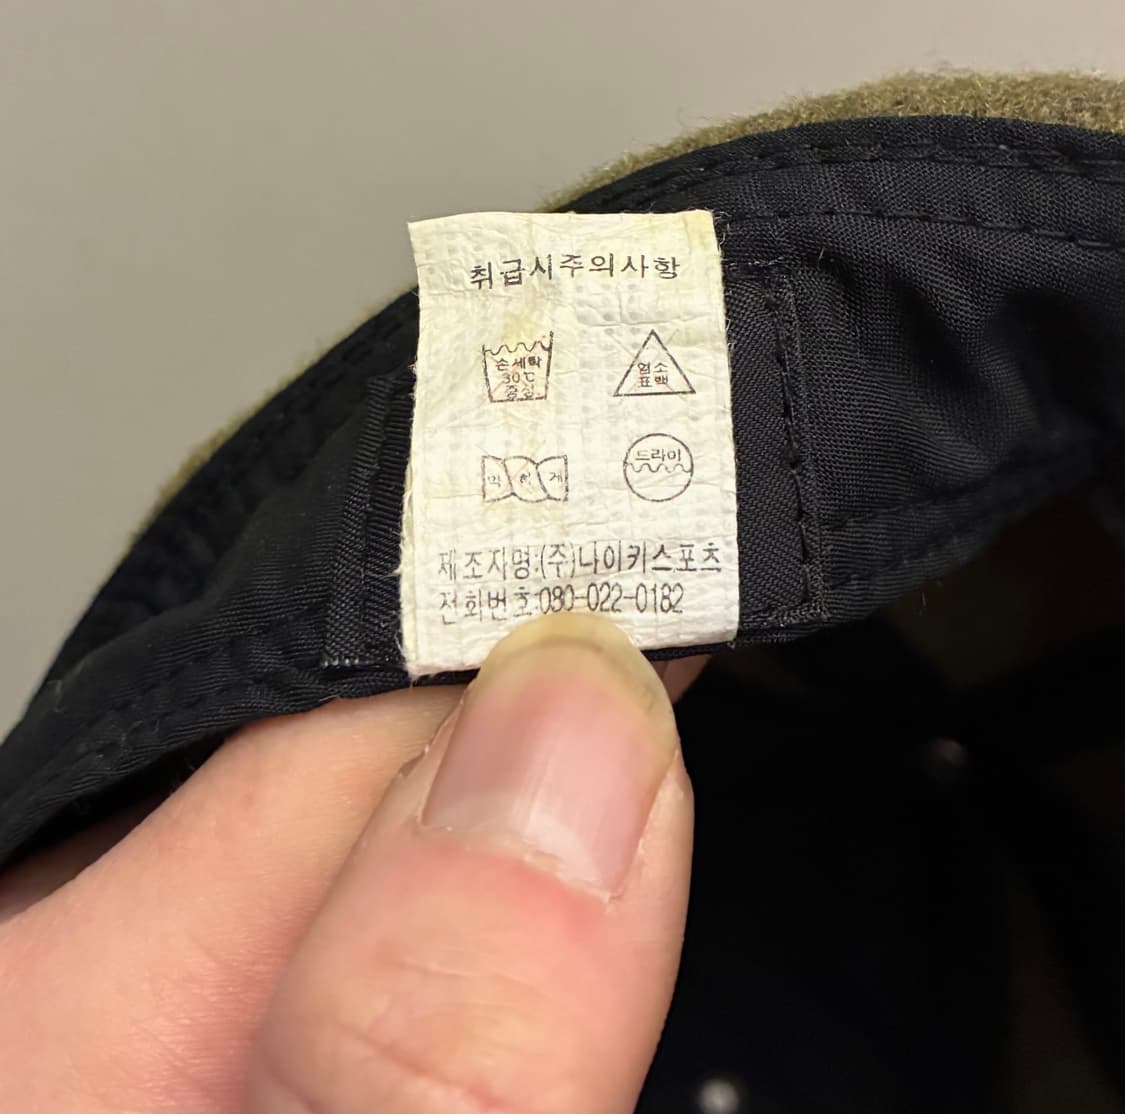 취급시주의사항
손세탁
30℃
중성
염소
표백
약 하 게
드라이
제조자명:(주)나이키스포츠
전화번호:080-022-0182